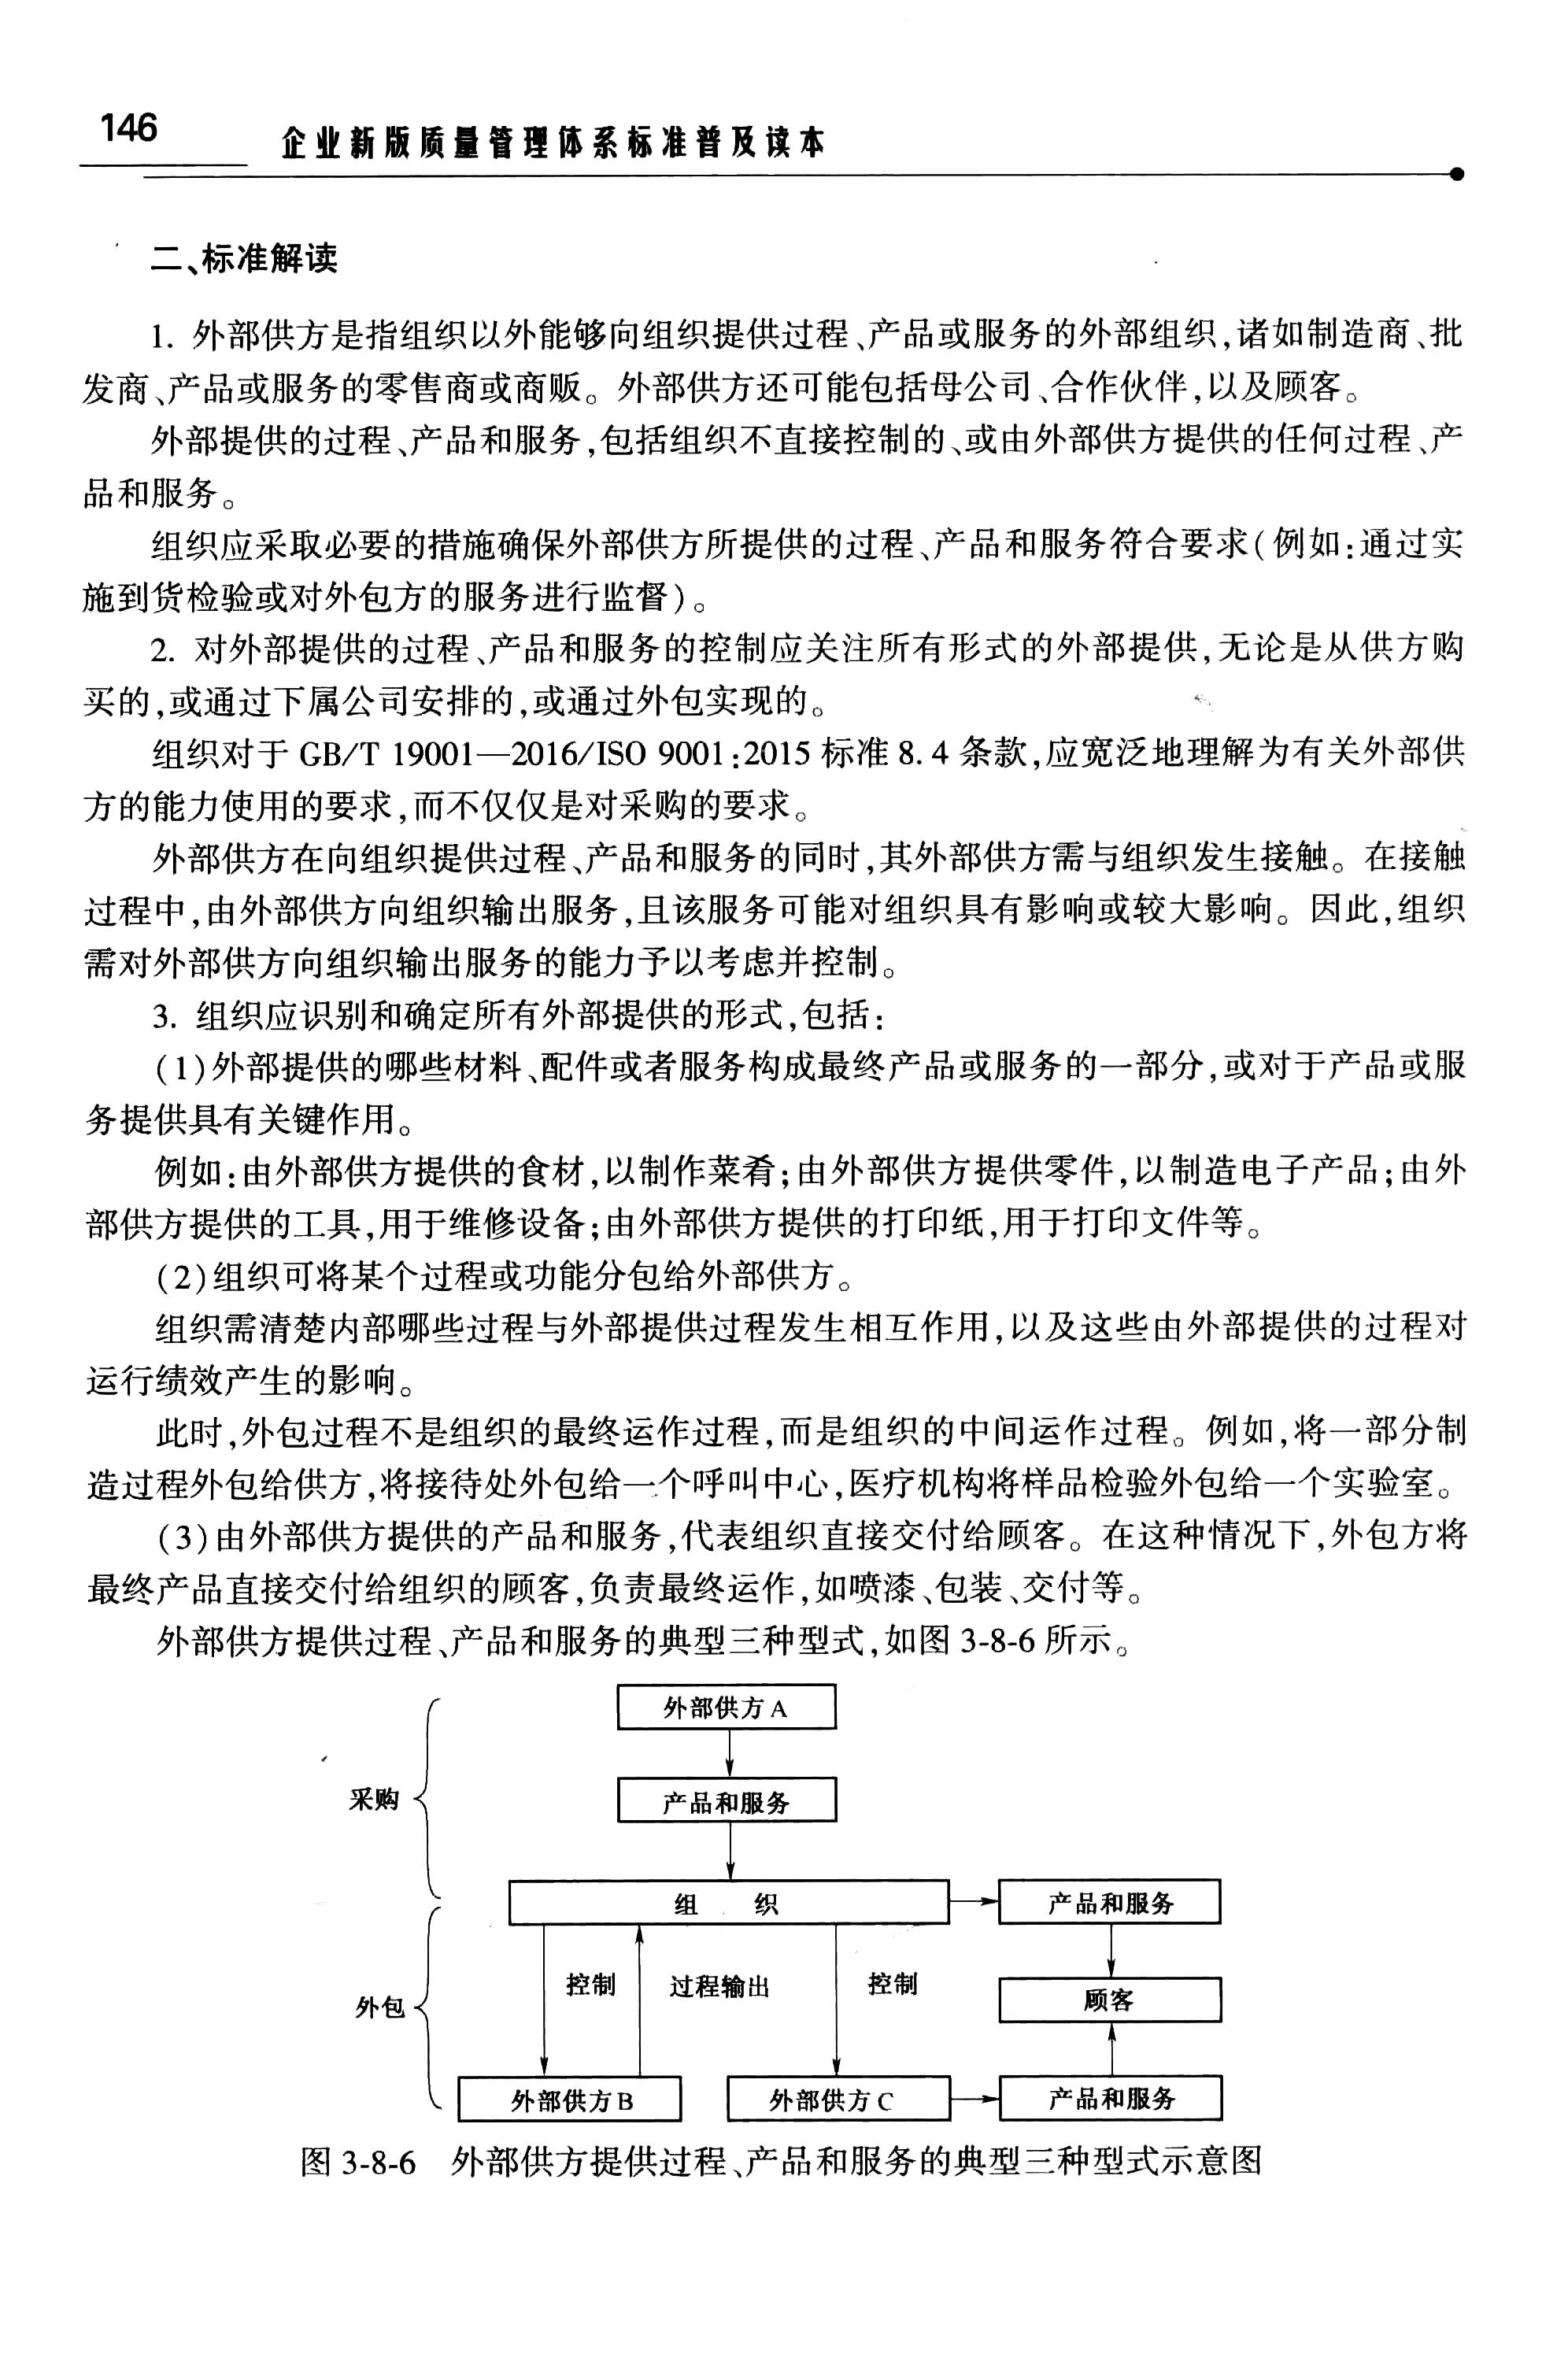 146
企业新版质量管理体系标准普及读本
二、标准解读
1. 外部供方是指组织以外能够向组织提供过程、产品或服务的外部组织,诸如制造商、批
发商、产品或服务的零售商或商贩。外部供方还可能包括母公司、合作伙伴,以及顾客。
外部提供的过程、产品和服务,包括组织不直接控制的、或由外部供方提供的任何过程、产
品和服务。
组织应采取必要的措施确保外部供方所提供的过程、产品和服务符合要求(例如:通过实
施到货检验或对外包方的服务进行监督)。
2. 对外部提供的过程、产品和服务的控制应关注所有形式的外部提供,无论是从供方购
买的,或通过下属公司安排的,或通过外包实现的。
组织对于 GB/T 19001—2016/ISO 9001:2015 标准 8.4 条款,应宽泛地理解为有关外部供
方的能力使用的要求,而不仅仅是对采购的要求。
外部供方在向组织提供过程、产品和服务的同时,其外部供方需与组织发生接触。在接触
过程中,由外部供方向组织输出服务,且该服务可能对组织具有影响或较大影响。因此,组织
需对外部供方向组织输出服务的能力予以考虑并控制。
3. 组织应识别和确定所有外部提供的形式,包括:
(1)外部提供的哪些材料、配件或者服务构成最终产品或服务的一部分,或对于产品或服
务提供具有关键作用。
例如:由外部供方提供的食材,以制作菜肴;由外部供方提供零件,以制造电子产品;由外
部供方提供的工具,用于维修设备;由外部供方提供的打印纸,用于打印文件等。
(2)组织可将某个过程或功能分包给外部供方。
组织需清楚内部哪些过程与外部提供过程发生相互作用,以及这些由外部提供的过程对
运行绩效产生的影响。
此时,外包过程不是组织的最终运作过程,而是组织的中间运作过程。例如,将一部分制
造过程外包给供方,将接待处外包给一个呼叫中心,医疗机构将样品检验外包给一个实验室。
(3)由外部供方提供的产品和服务,代表组织直接交付给顾客。在这种情况下,外包方将
最终产品直接交付给组织的顾客,负责最终运作,如喷漆、包装、交付等。
外部供方提供过程、产品和服务的典型三种型式,如图 3-8-6 所示。
外部供方 A
采购
产品和服务
组 织
产品和服务
控制
过程输出
控制
外包
顾客
外部供方 B
外部供方 C
产品和服务
图 3-8-6 外部供方提供过程、产品和服务的典型三种型式示意图